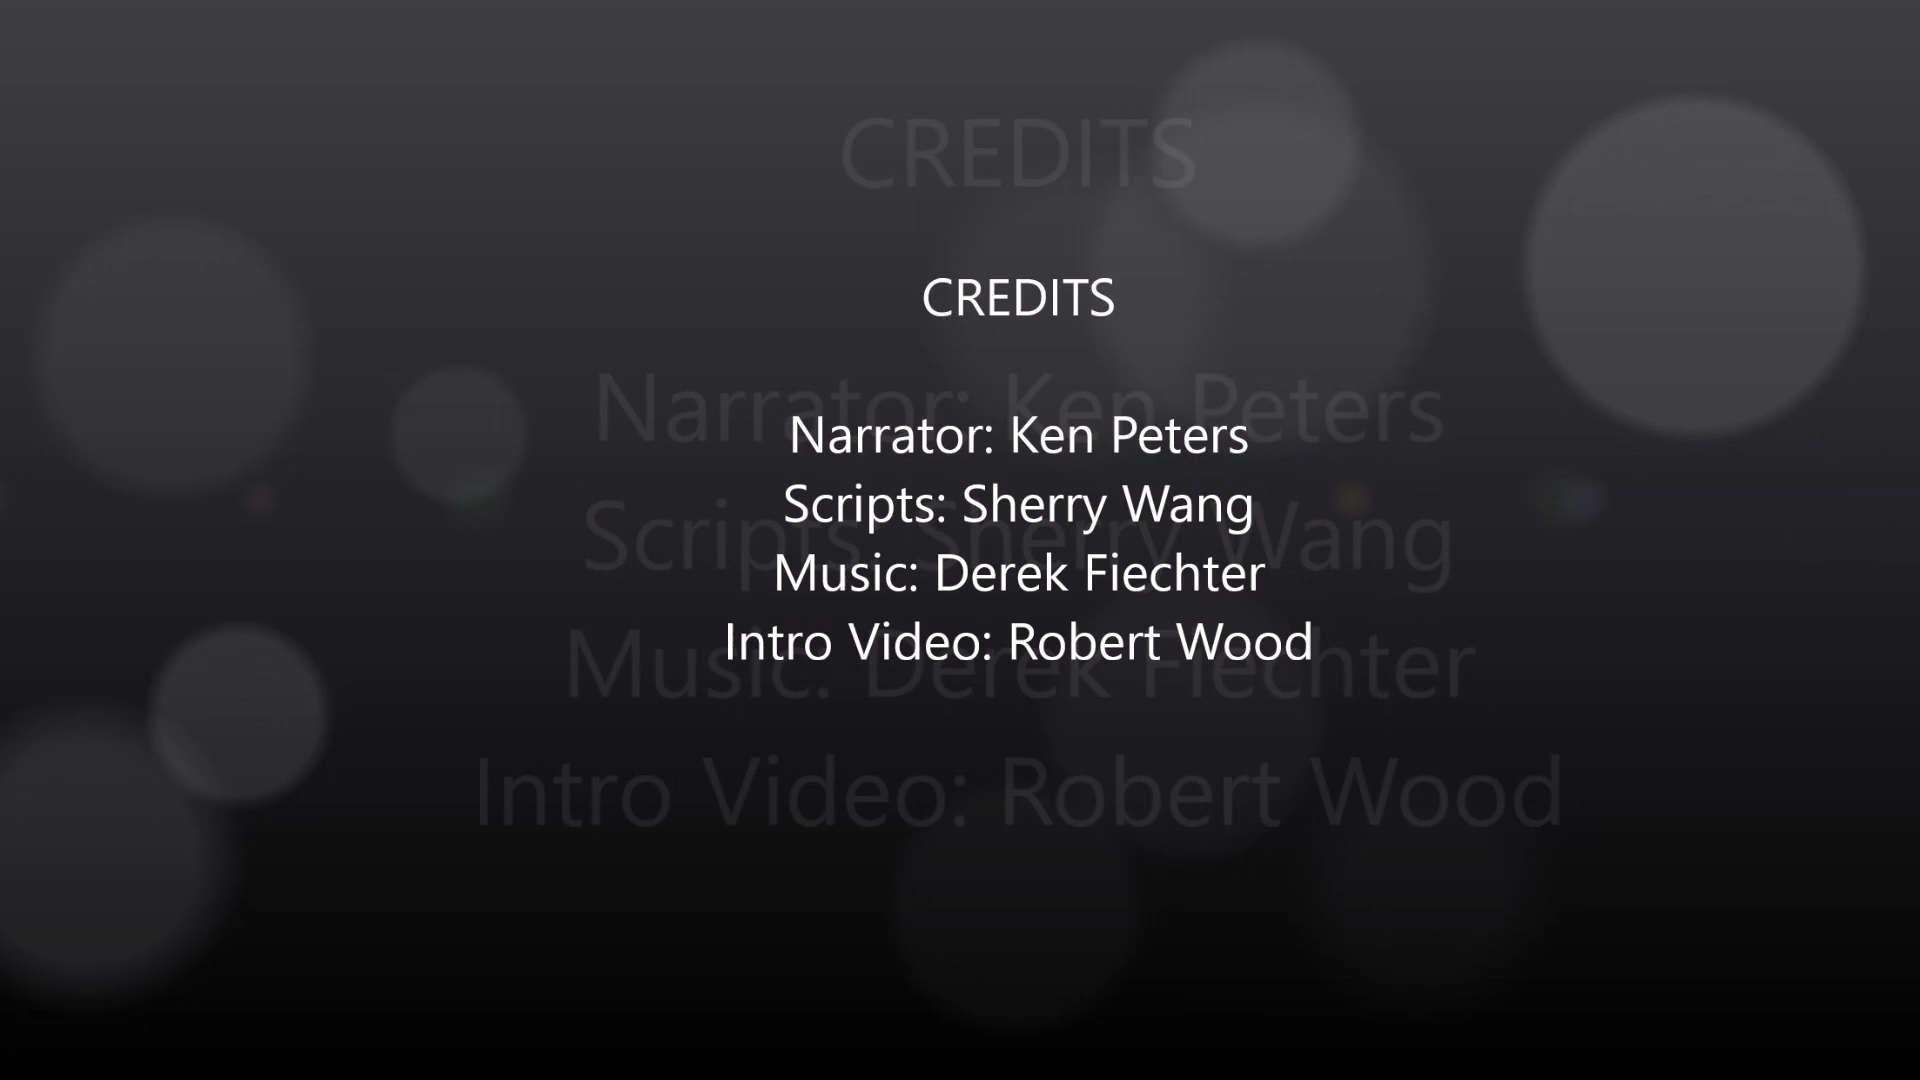 CREDITS
Narrator: Ken Peters
Scripts: Sherry Wang
Music: Derek Fiechter
Intro Video: Robert Wood